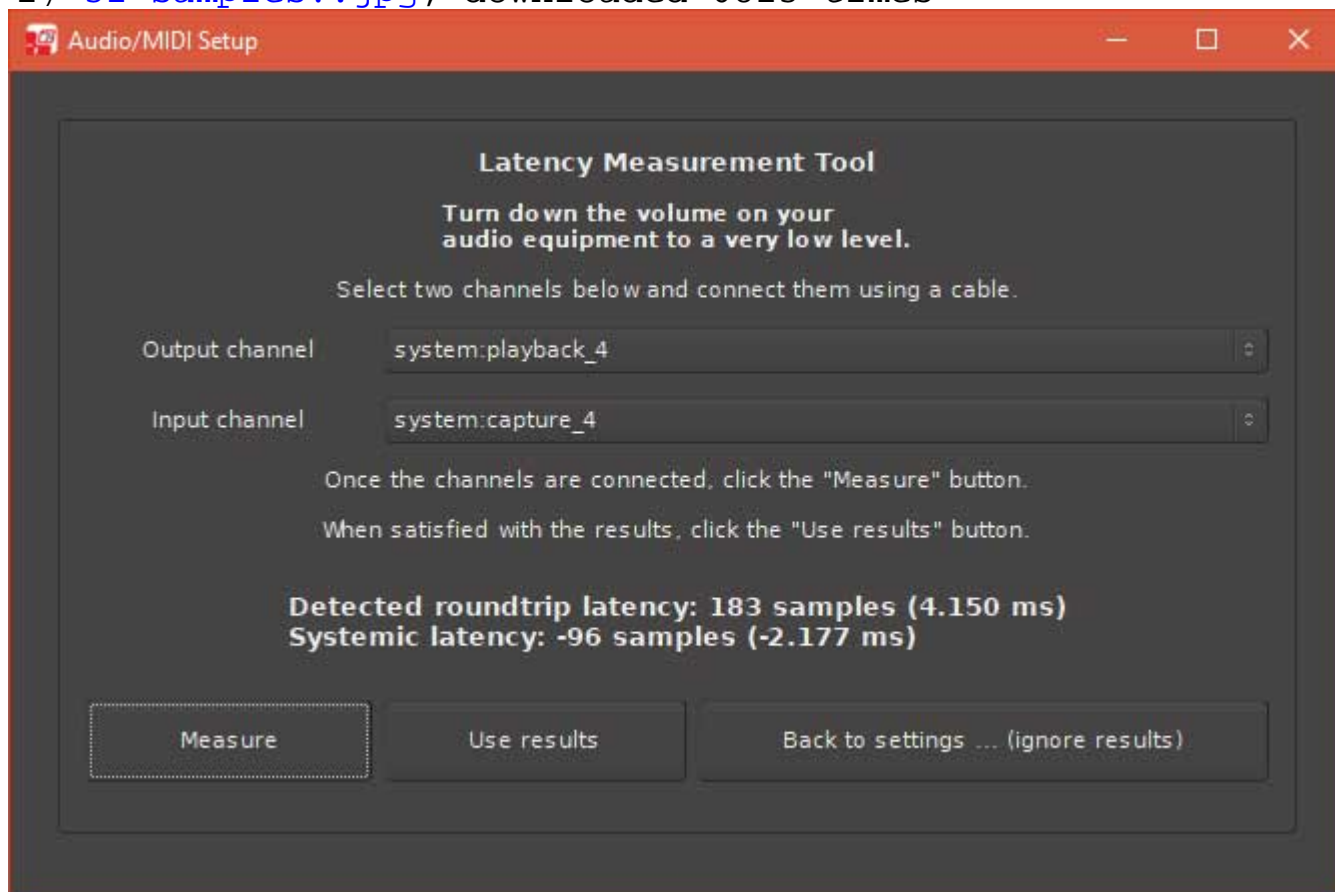 Audio/MIDI Setup
Latency Measurement Tool
Turn down the volume on your
audio equipment to a very low level.
Select two channels below and connect them using a cable.
Output channel system:playback_4
Input channel system:capture_4
Once the channels are connected, click the "Measure" button.
When satisfied with the results, click the "Use results" button.
Detected roundtrip latency: 183 samples (4.150 ms)
Systemic latency: -96 samples (-2.177 ms)
Measure Use results Back to settings ... (ignore results)